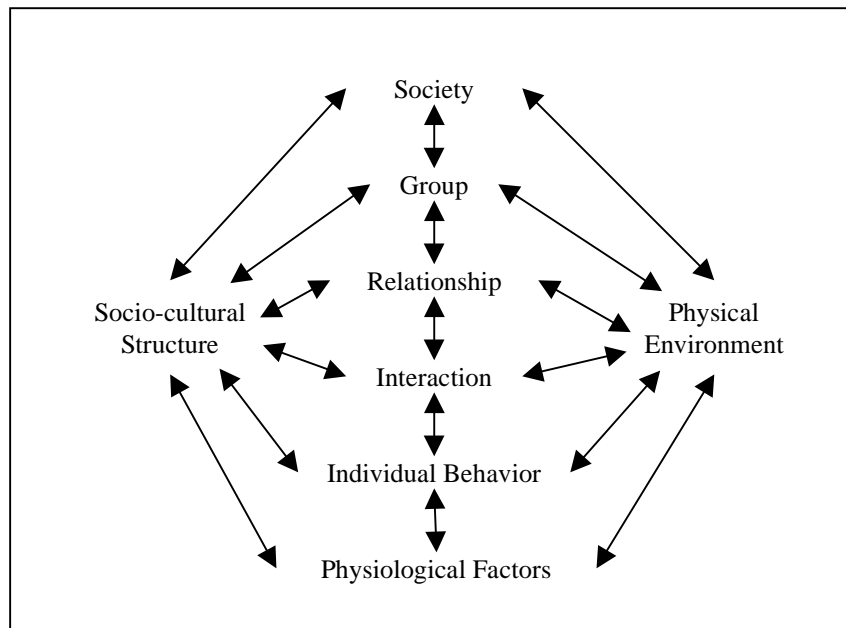 Society
Group
Relationship
Socio-cultural
Structure
Physical
Environment
Interaction
Individual Behavior
Physiological Factors